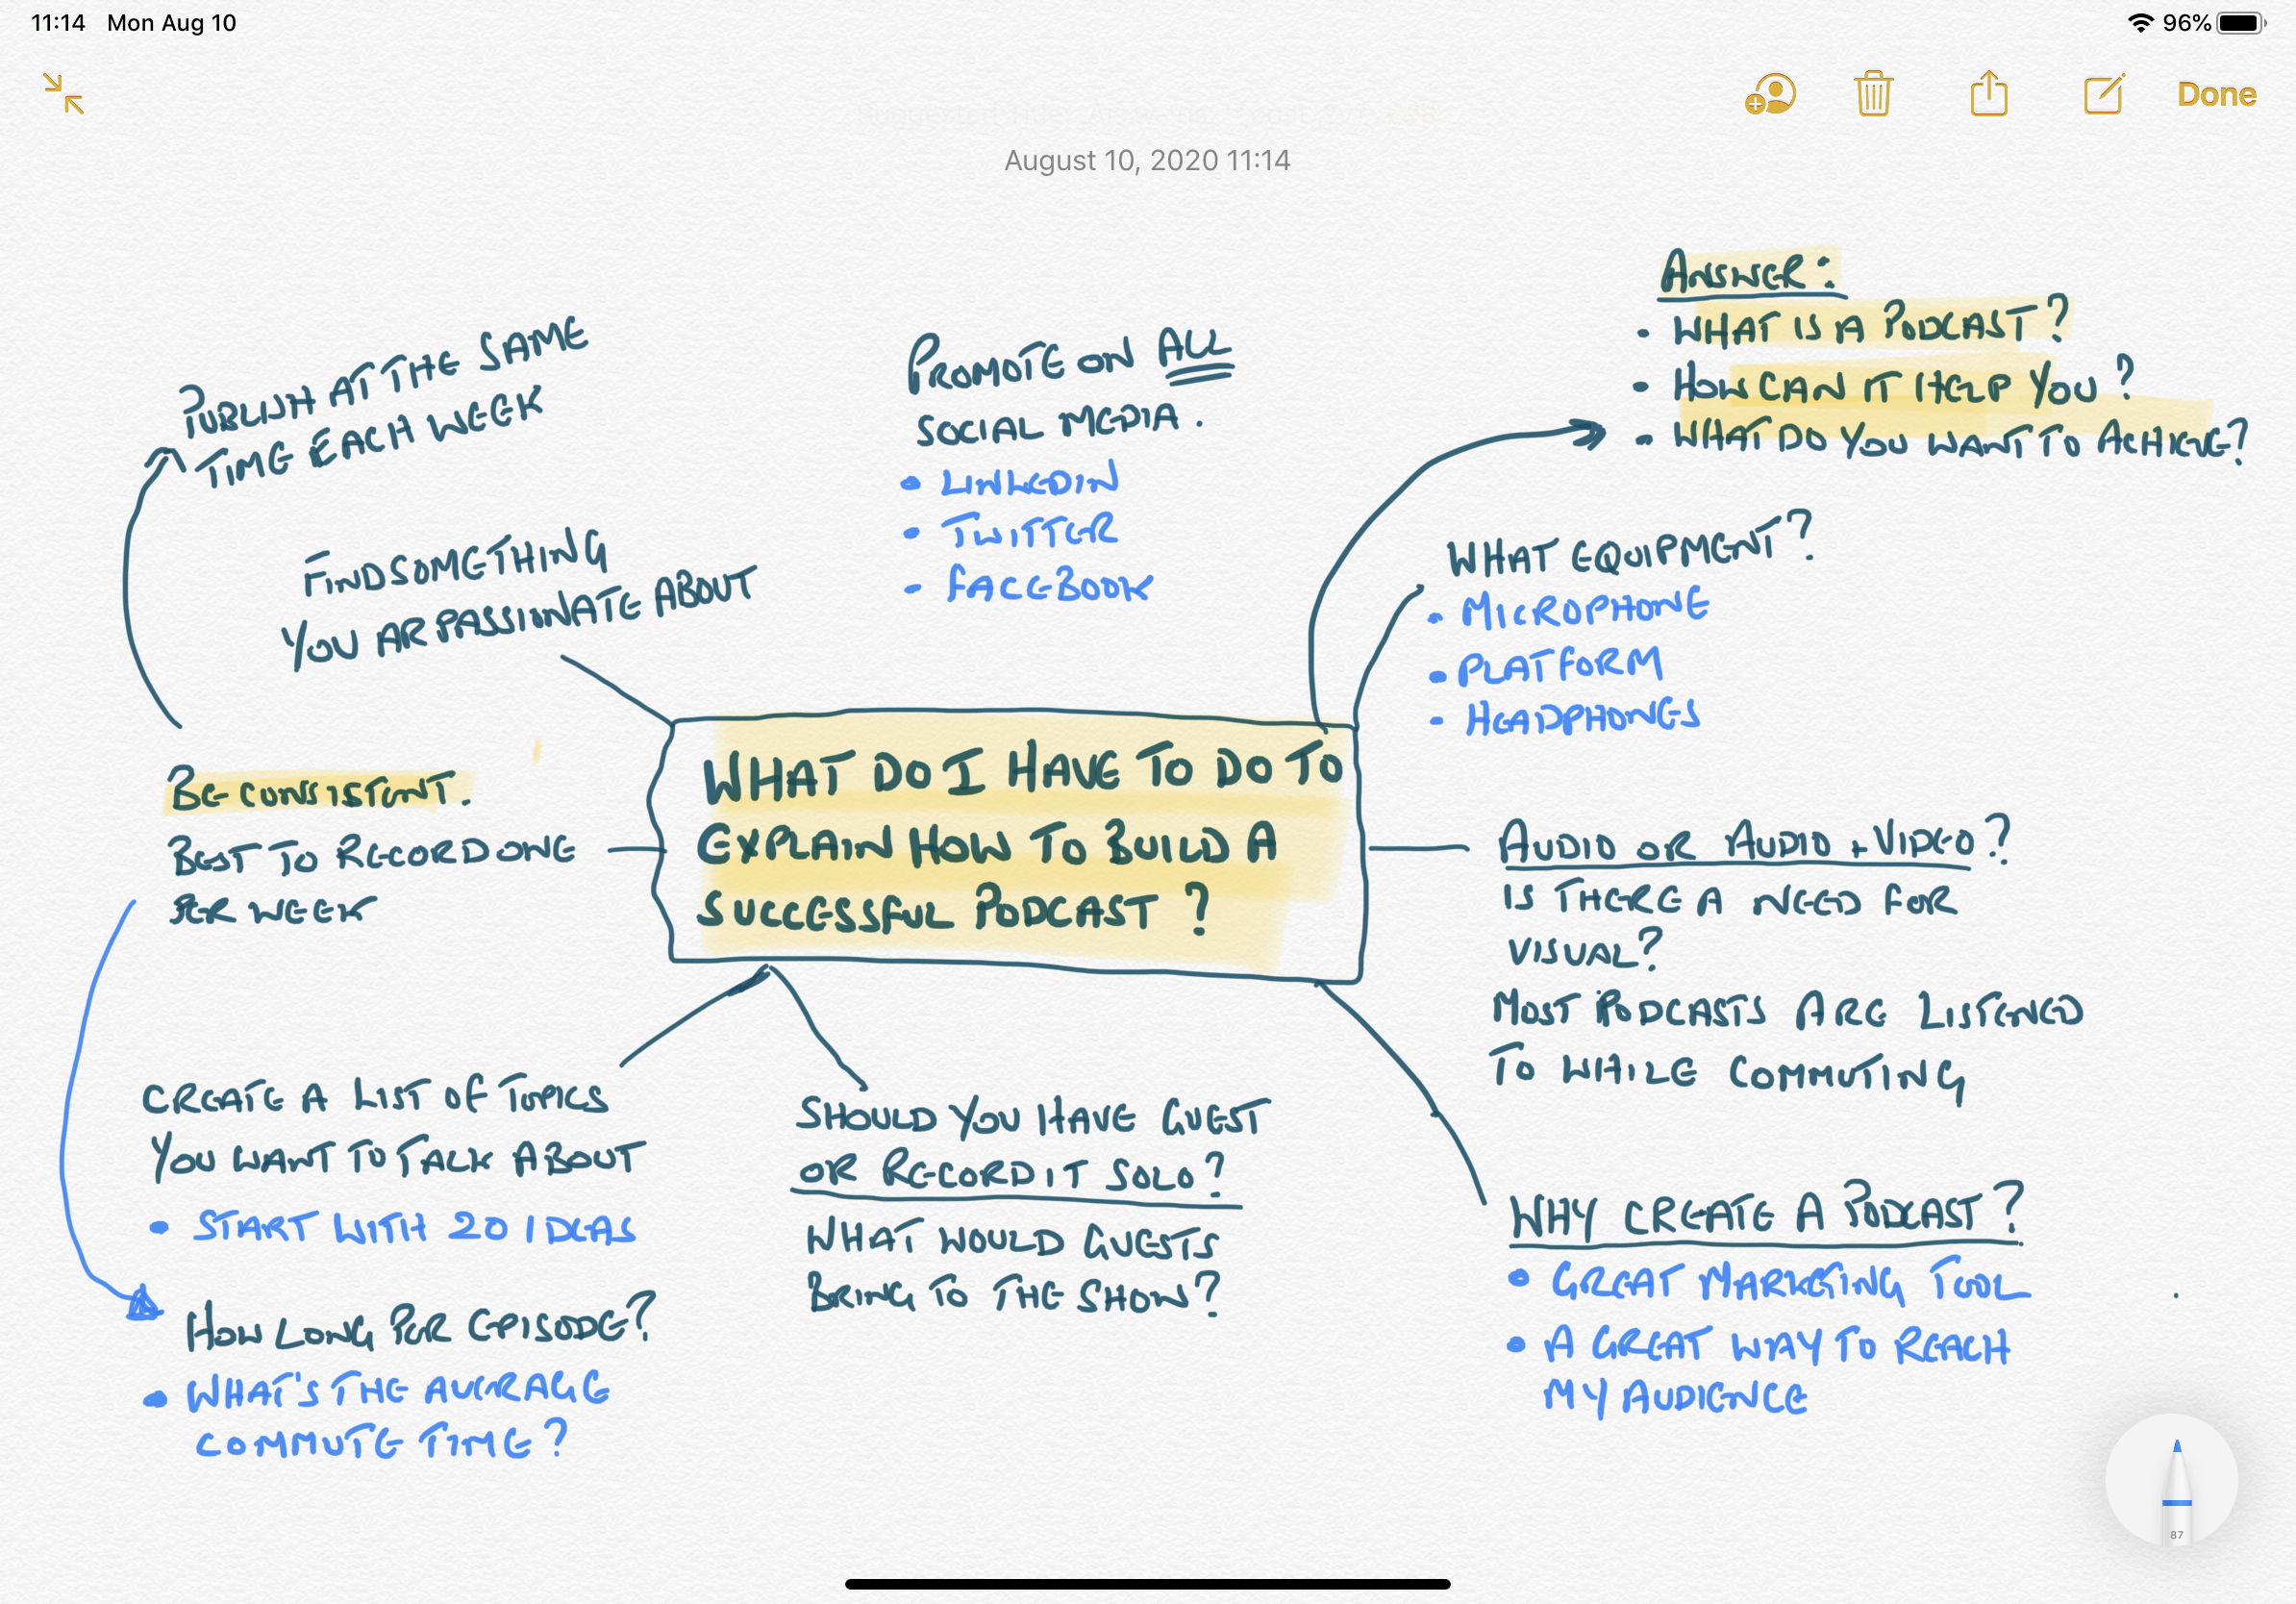 11:14 Mon Aug 10
96%
Done
August 10, 2020 11:14
PUBLISH AT THE SAME
TIME EACH WEEK
FIND SOMETHING
YOU AR PASSIONATE ABOUT
PROMOTE ON ALL
SOCIAL MEDIA.
• LINKEDIN
• TWITTER
• FACEBOOK
ANSWER:
• WHAT IS A PODCAST?
• HOW CAN IT HELP YOU?
• WHAT DO YOU WANT TO ACHIEVE?
WHAT EQUIPMENT?
• MICROPHONE
• PLATFORM
• HEADPHONES
WHAT DO I HAVE TO DO TO
EXPLAIN HOW TO BUILD A
SUCCESSFUL PODCAST?
BE CONSISTENT.
BEST TO RECORD ONE
PER WEEK
AUDIO OR AUDIO + VIDEO?
IS THERE A NEED FOR
VISUAL?
MOST PODCASTS ARE LISTENED
TO WHILE COMMUTING
CREATE A LIST OF TOPICS
YOU WANT TO TALK ABOUT
• START WITH 20 IDEAS
HOW LONG PER EPISODE?
• WHAT'S THE AVERAGE
COMMUTE TIME?
SHOULD YOU HAVE GUEST
OR RECORD IT SOLO?
WHAT WOULD GUESTS
BRING TO THE SHOW?
WHY CREATE A PODCAST?
• GREAT MARKETING TOOL
• A GREAT WAY TO REACH
MY AUDIENCE
87